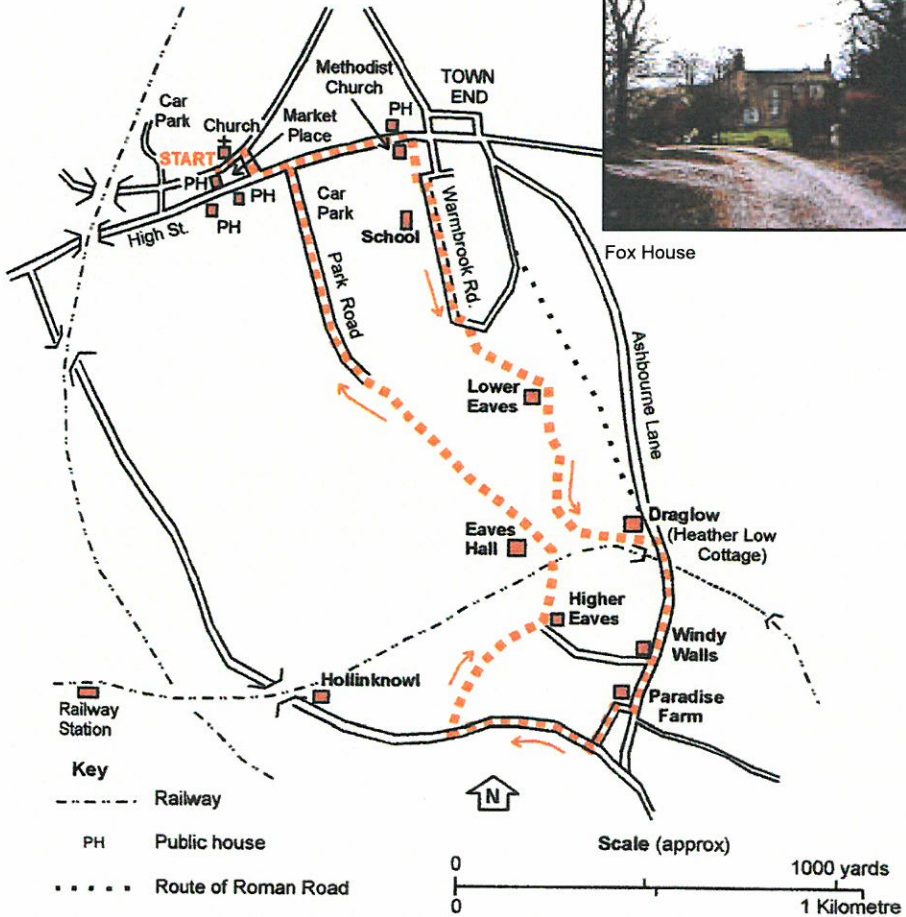 Methodist
Church
TOWN
END
PH
Car
Park
Church
Market
Place
START
PH
PH
PH
High St.
Car
Park
School
Park Road
Warmbrook Rd.
Fox House
Ashbourne Lane
Lower
Eaves
Draglow
(Heather Low
Cottage)
Eaves
Hall
Higher
Eaves
Windy
Walls
Hollinknowl
Paradise
Farm
Railway
Station
Key
Railway
PH Public house
Route of Roman Road
N
Scale (approx)
0 1000 yards
0 1 Kilometre